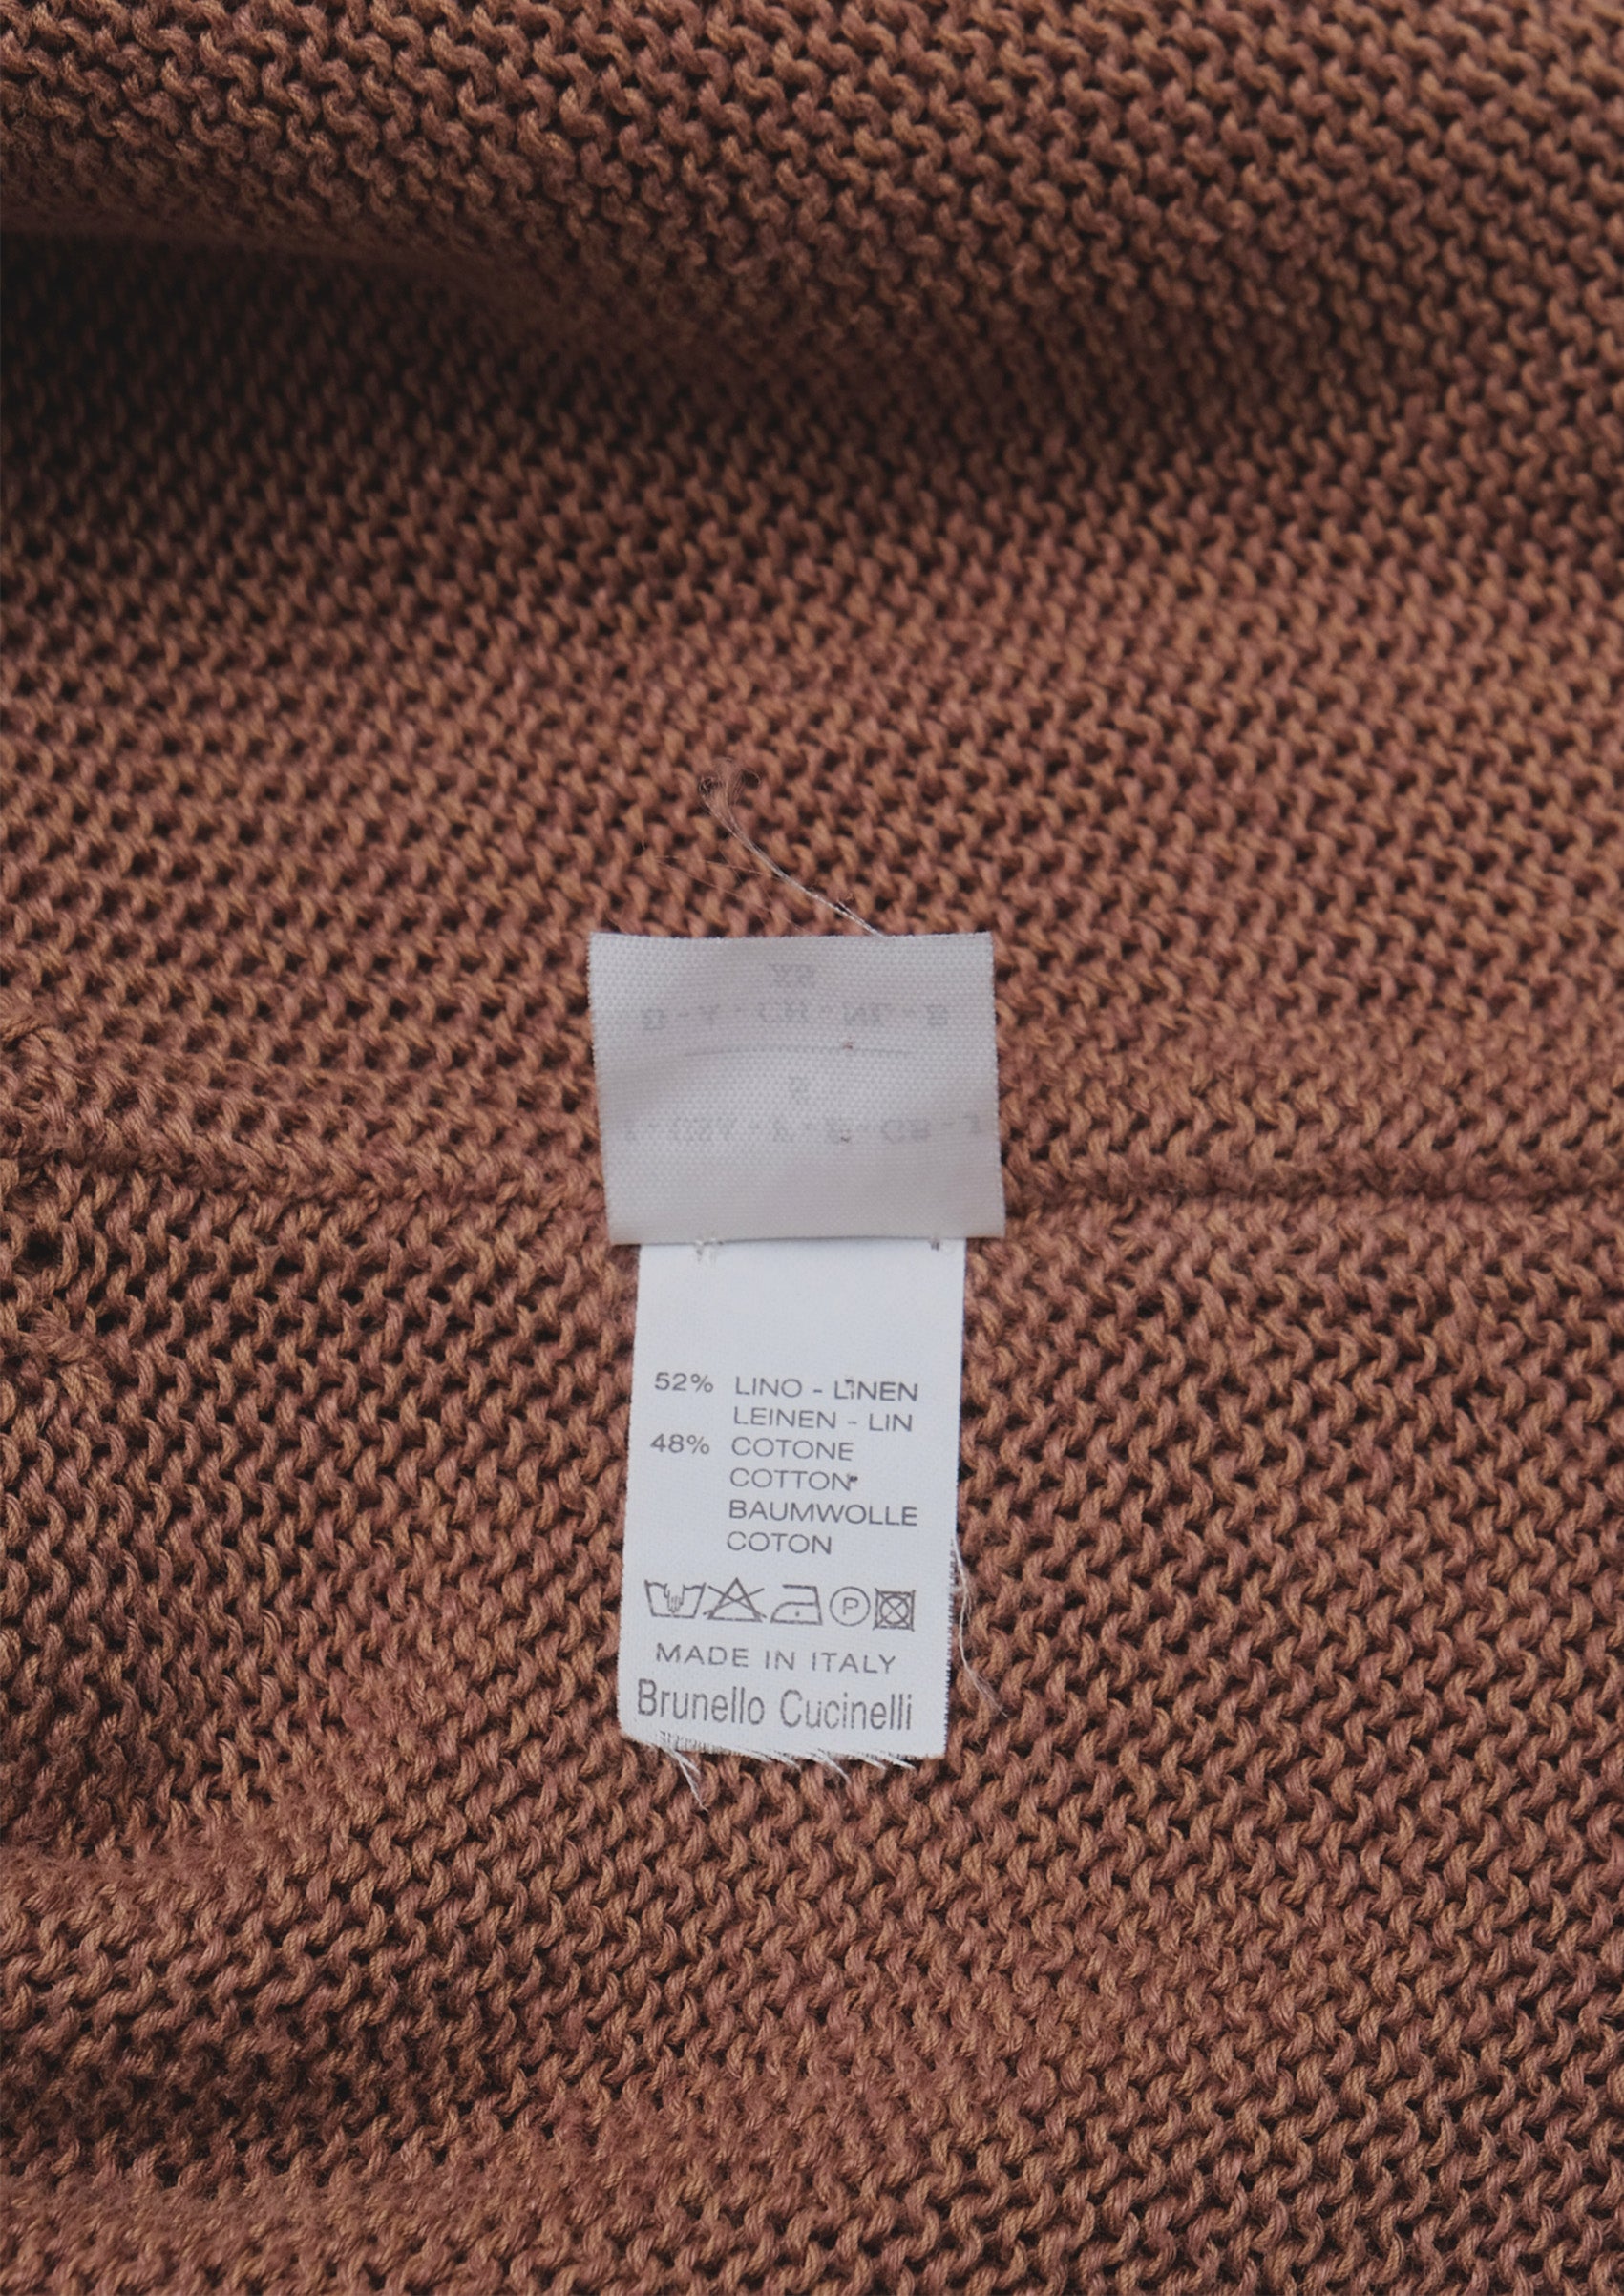 52% LINO - LINEN
LEINEN - LIN
48% COTONE
COTTON
BAUMWOLLE
COTON
P
MADE IN ITALY
Brunello Cucinelli